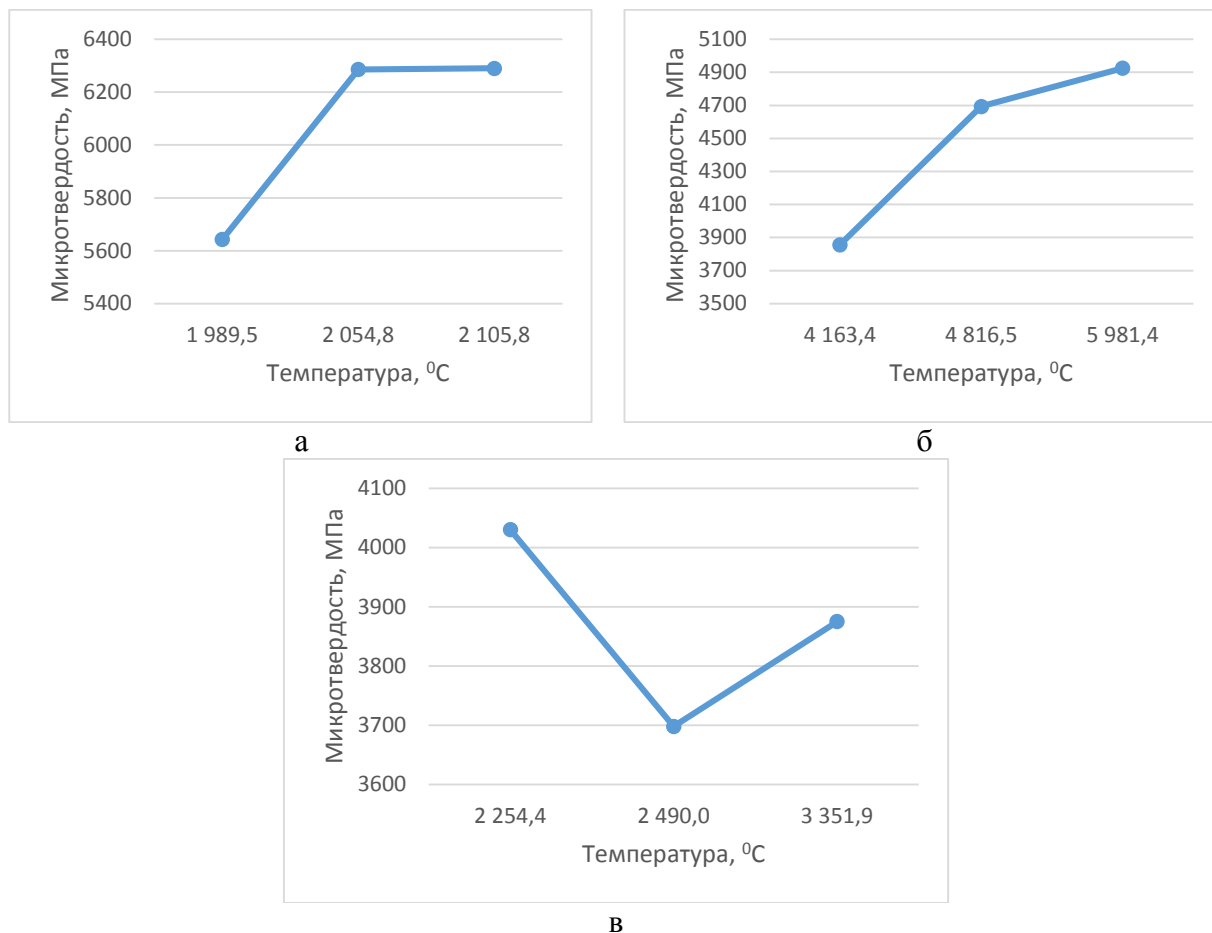 Микротвердость, МПа
6400
6200
6000
5800
5600
5400
1 989,5 2 054,8 2 105,8
Температура, ⁰С
а
Микротвердость, МПа
5100
4900
4700
4500
4300
4100
3900
3700
3500
4 163,4 4 816,5 5 981,4
Температура, ⁰С
б
Микротвердость, МПа
4100
4000
3900
3800
3700
3600
2 254,4 2 490,0 3 351,9
Температура, ⁰С
в